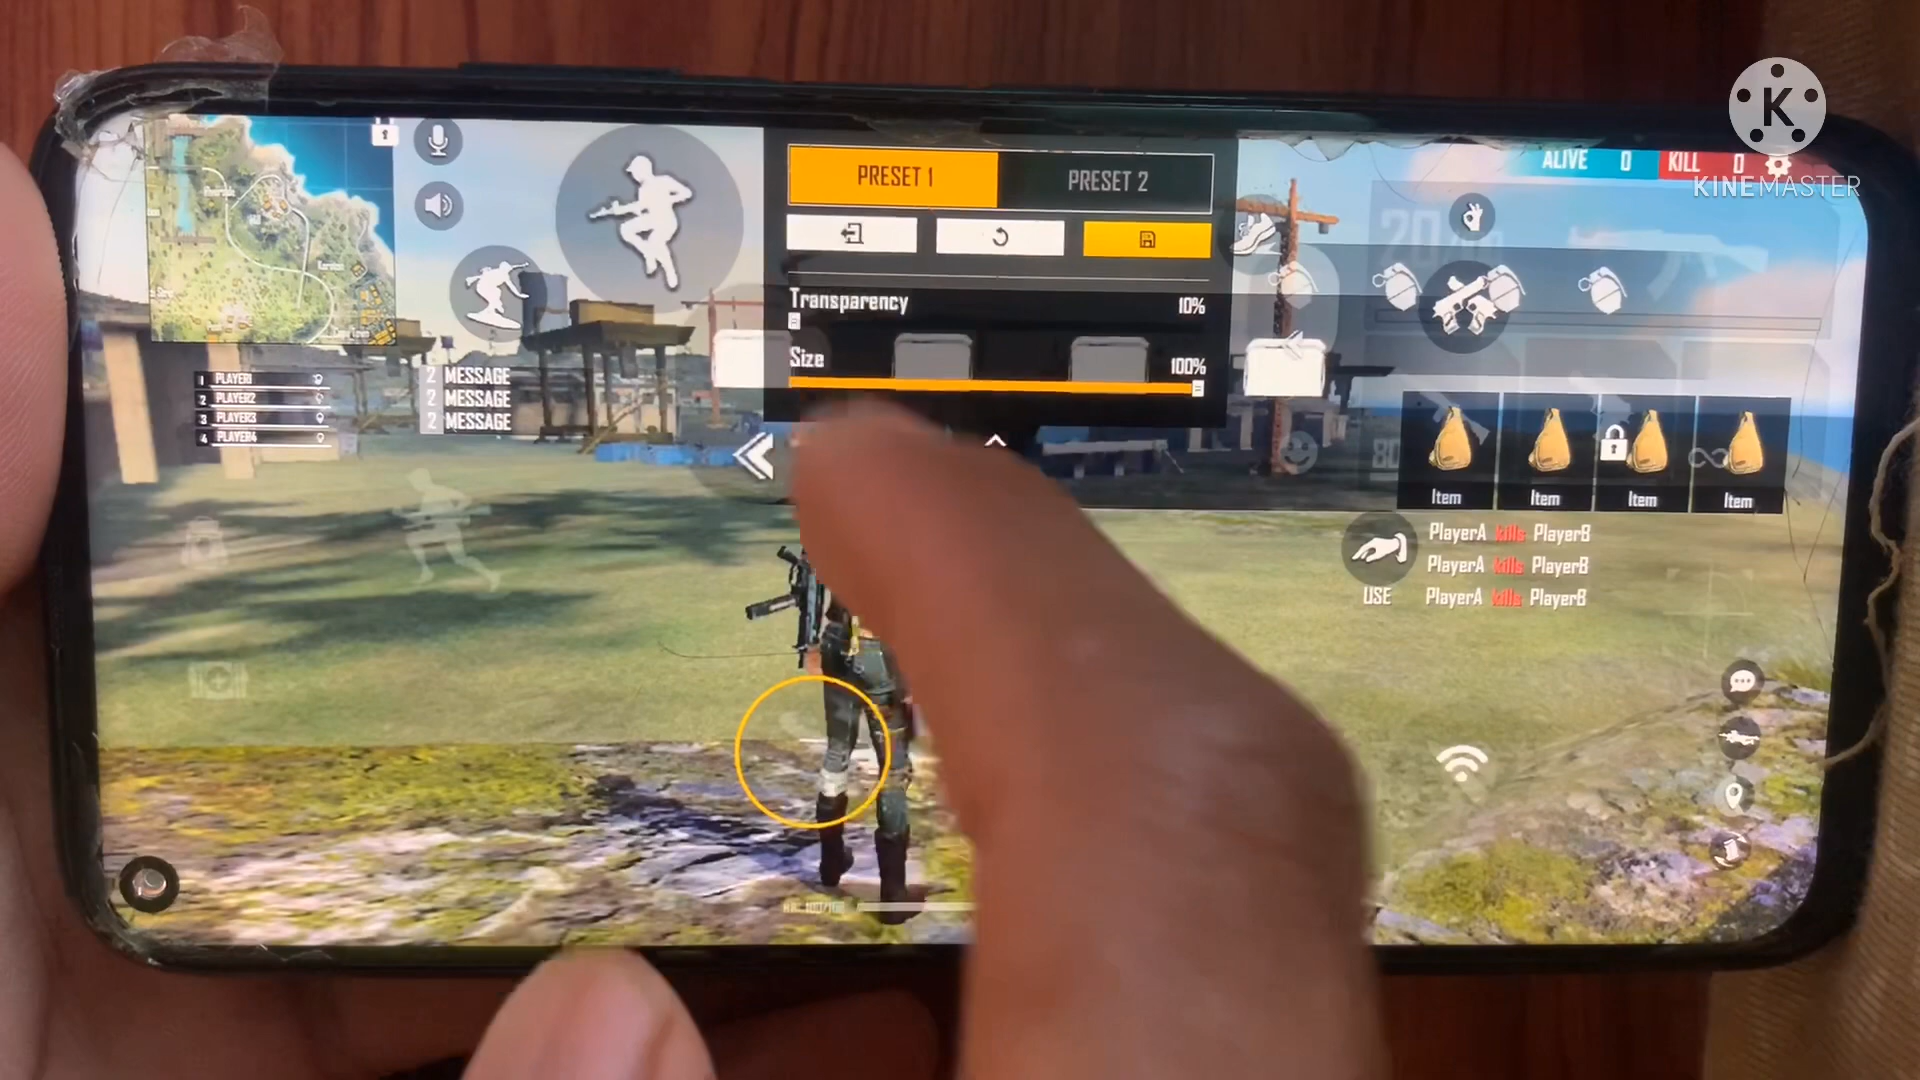 K
KINEMASTER
PRESET 1
PRESET 2
ALIVE 0
KILL 0
Transparency 10%
Size 100%
1 PLAYER1
2 PLAYER2
3 PLAYER3
4 PLAYER4
2 MESSAGE
2 MESSAGE
2 MESSAGE
Item
Item
Item
Item
PlayerA kills PlayerB
PlayerA kills PlayerB
PlayerA kills PlayerB
USE